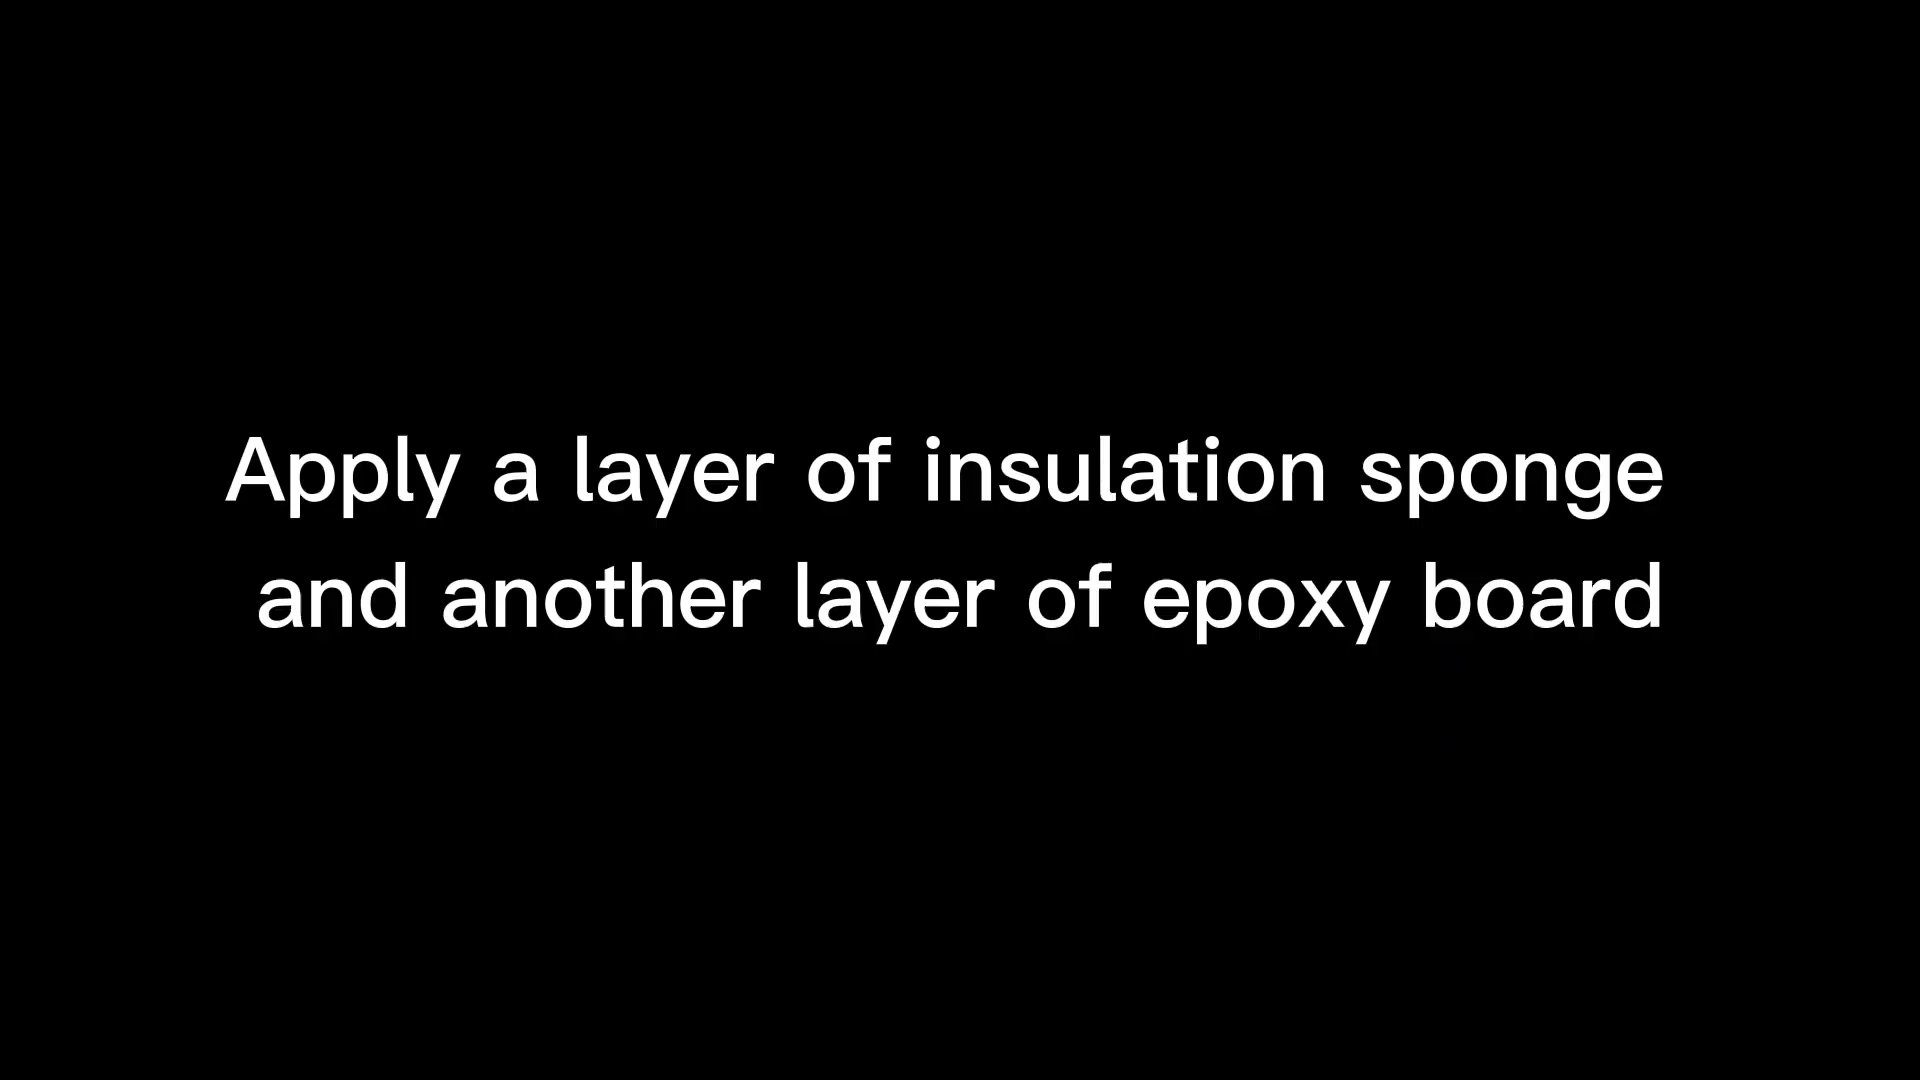 Apply a layer of insulation sponge
and another layer of epoxy board